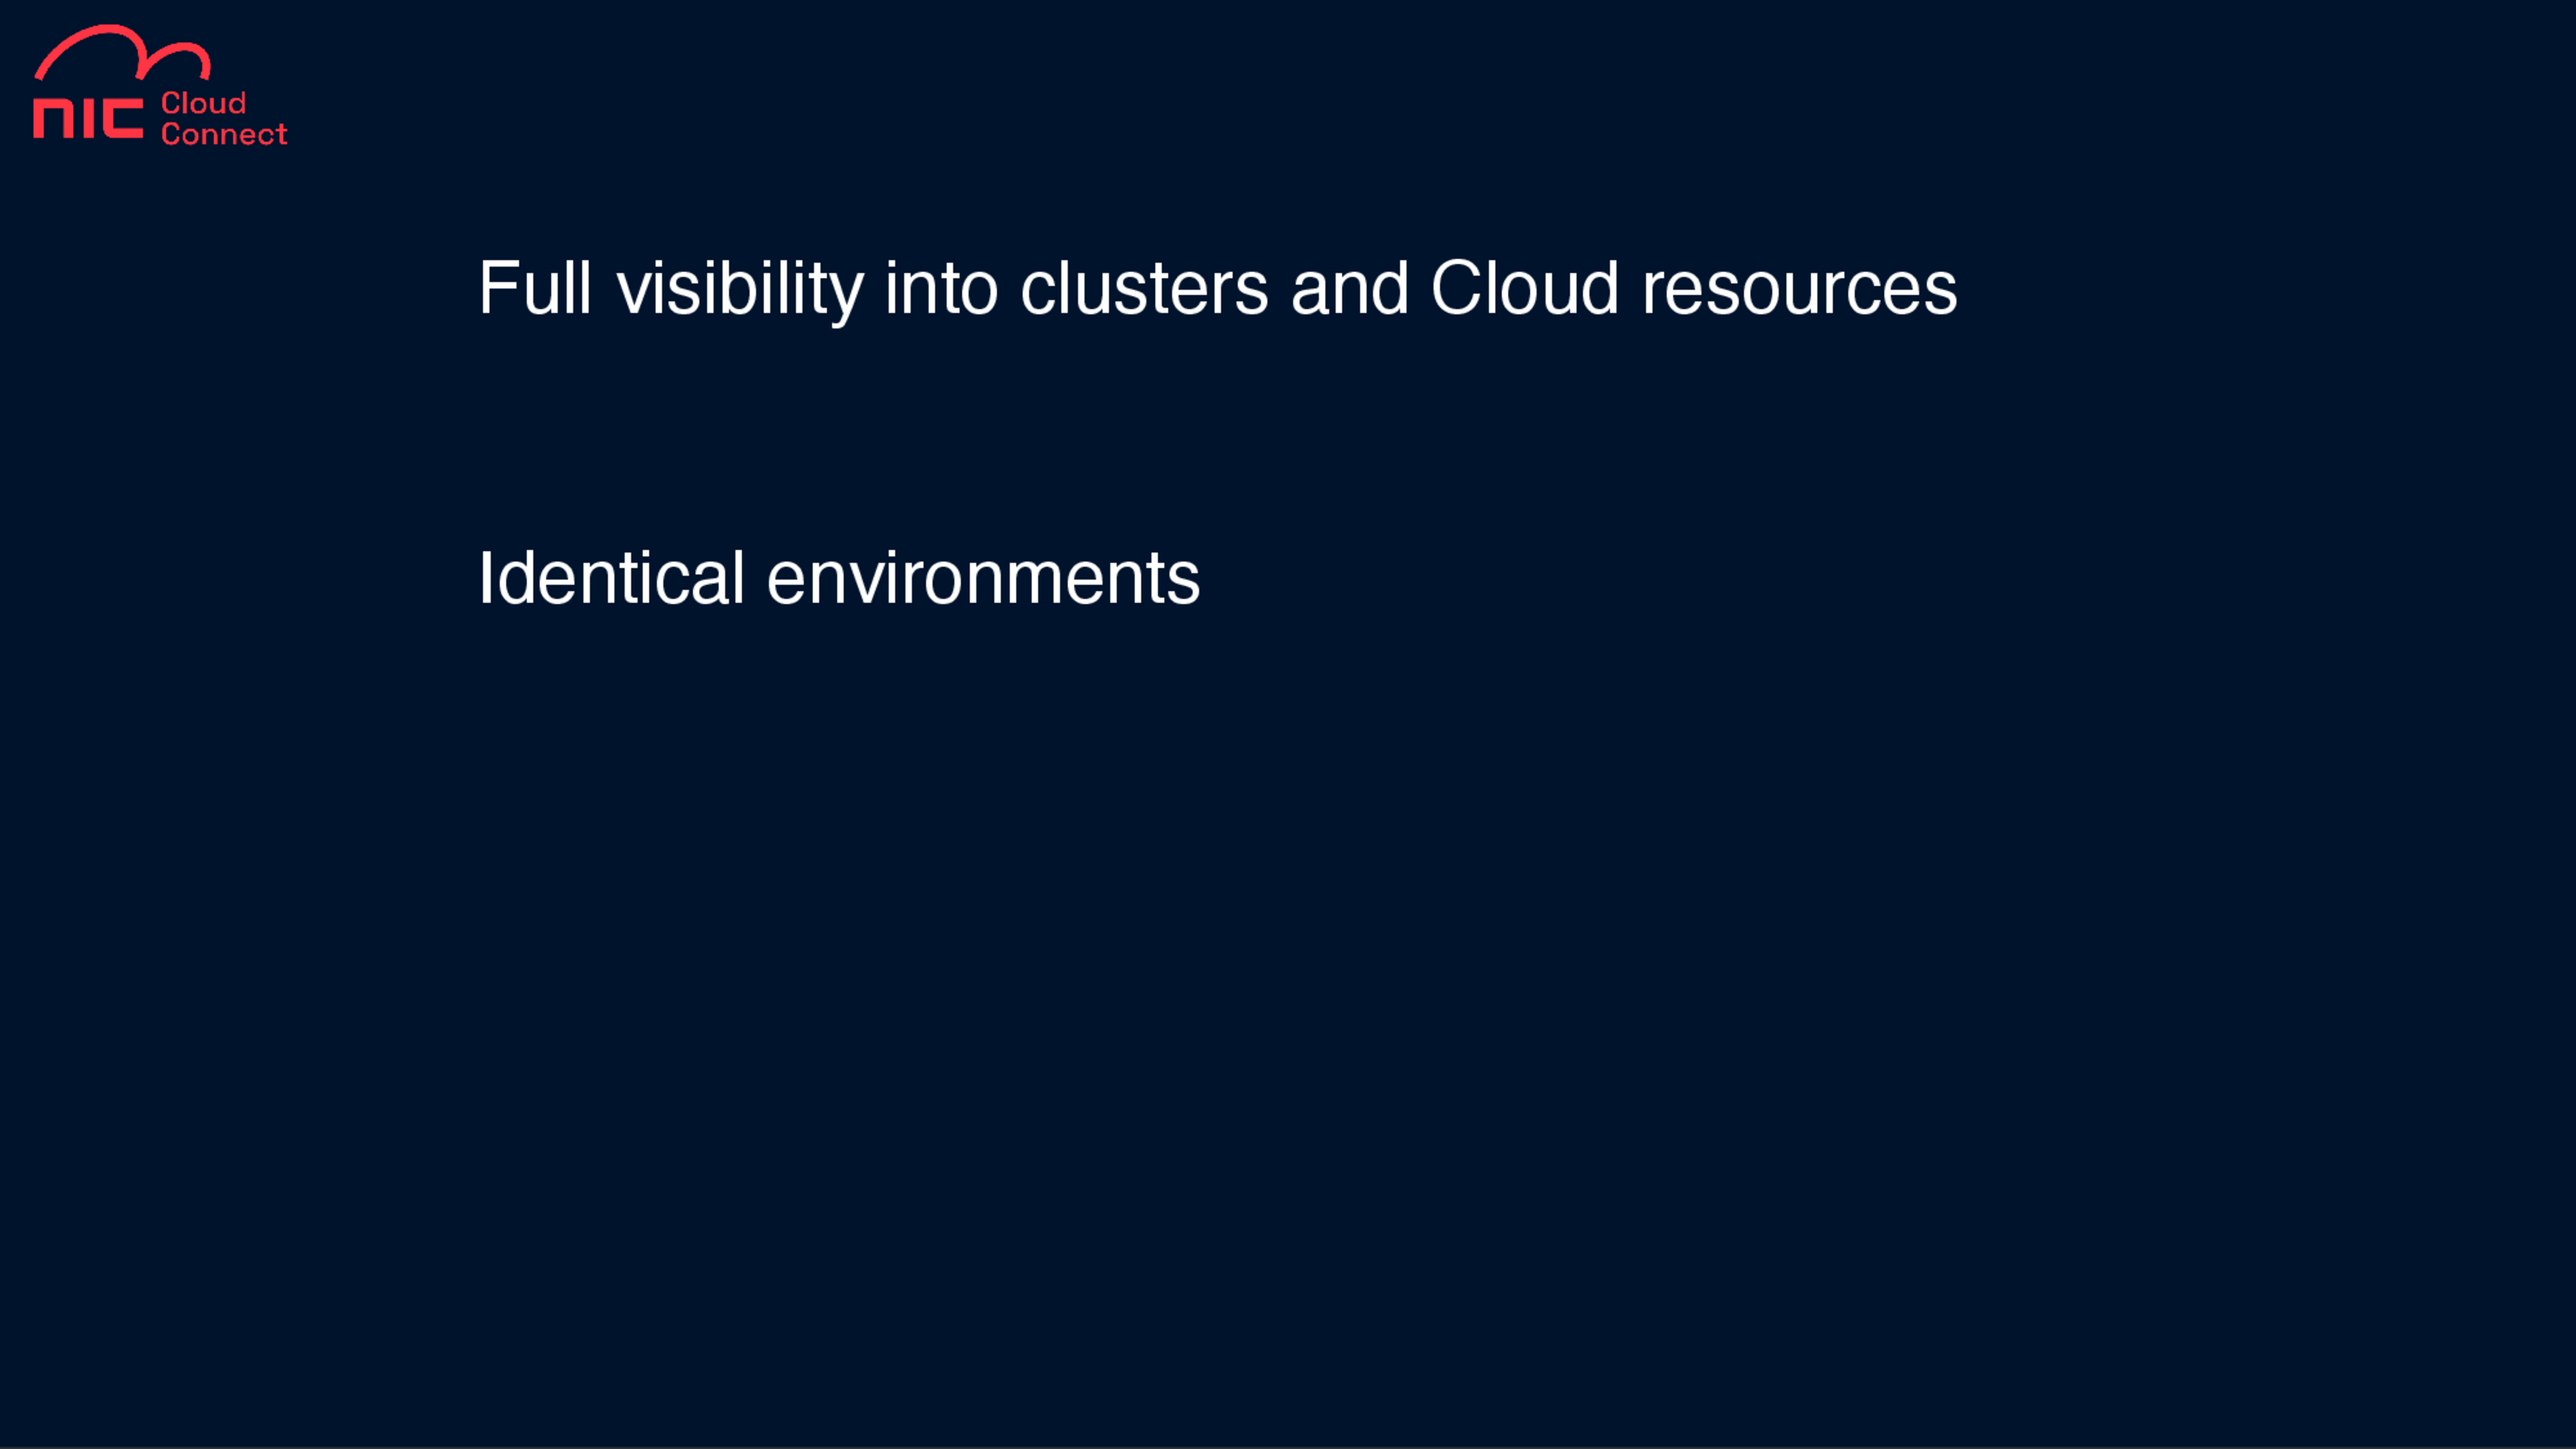 NIC Cloud
Connect
Full visibility into clusters and Cloud resources
Identical environments